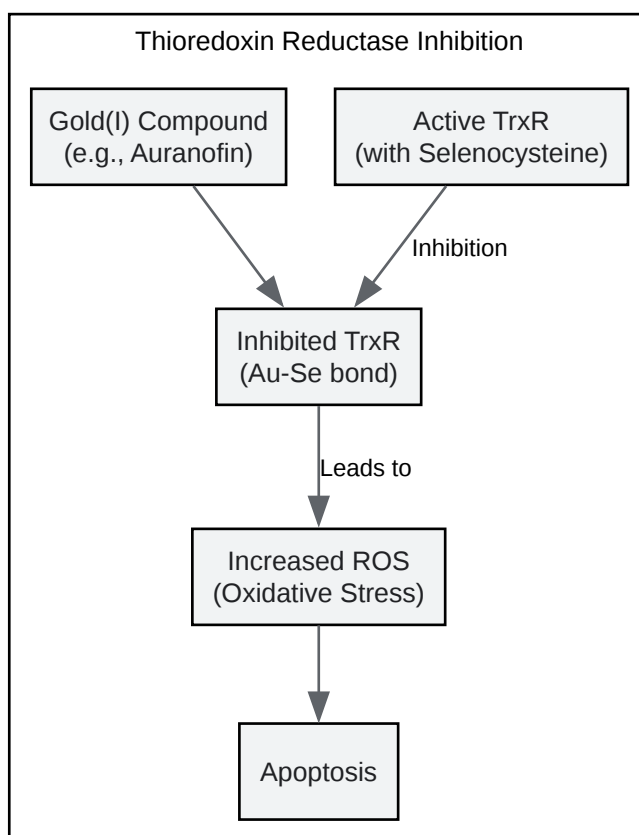 Thioredoxin Reductase Inhibition
Gold(I) Compound
(e.g., Auranofin)
Active TrxR
(with Selenocysteine)
Inhibition
Inhibited TrxR
(Au-Se bond)
Leads to
Increased ROS
(Oxidative Stress)
Apoptosis